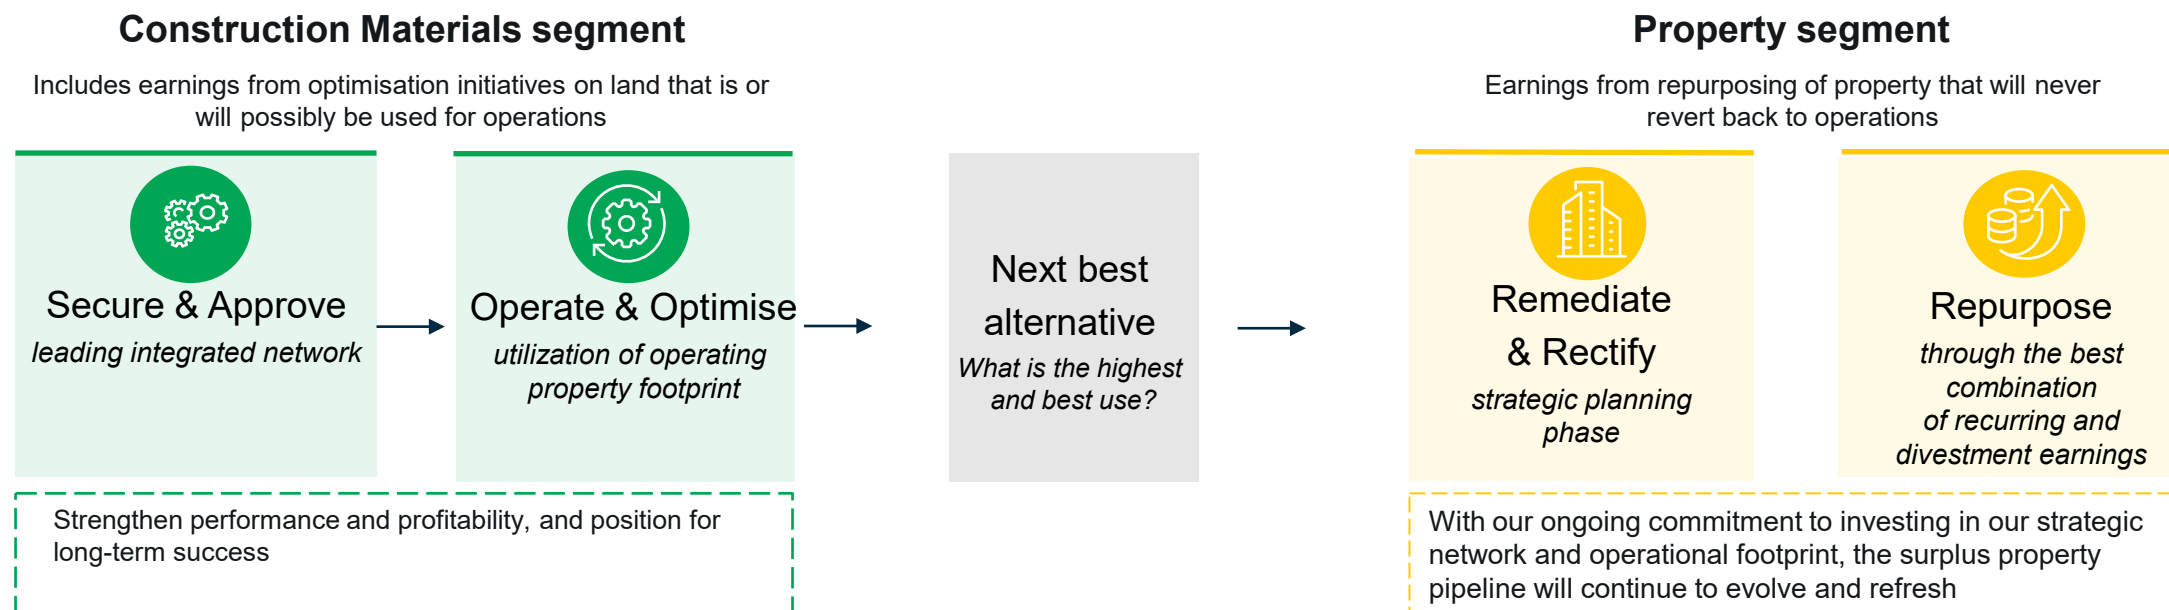 Construction Materials segment
Includes earnings from optimisation initiatives on land that is or
will possibly be used for operations
Secure & Approve
leading integrated network
Operate & Optimise
utilization of operating
property footprint
Strengthen performance and profitability, and position for
long-term success
Next best
alternative
What is the highest
and best use?
Property segment
Earnings from repurposing of property that will never
revert back to operations
Remediate
& Rectify
strategic planning
phase
Repurpose
through the best
combination
of recurring and
divestment earnings
With our ongoing commitment to investing in our strategic
network and operational footprint, the surplus property
pipeline will continue to evolve and refresh